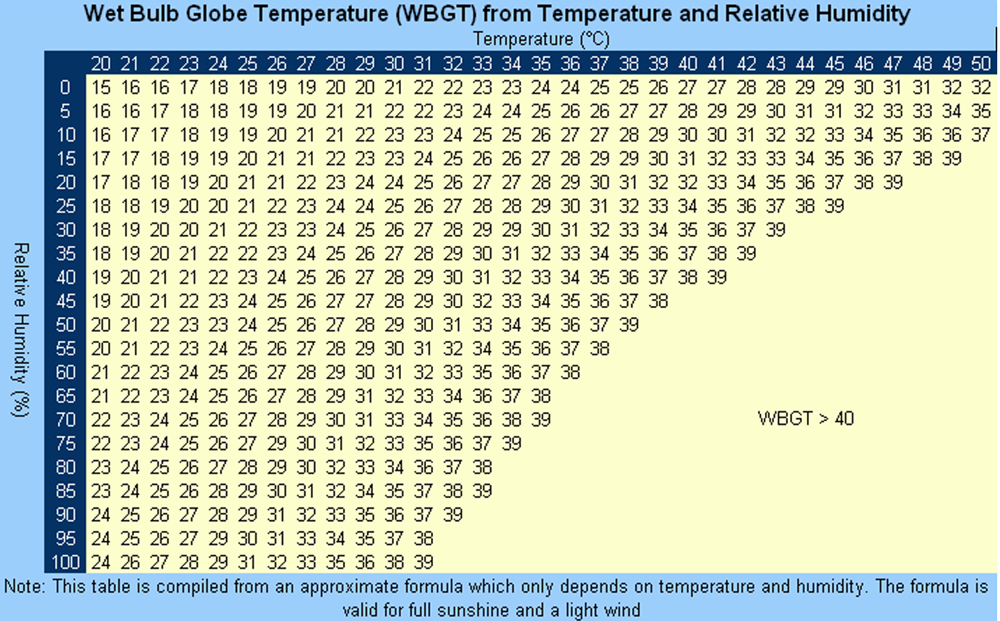 Wet Bulb Globe Temperature (WBGT) from Temperature and Relative Humidity
Temperature (°C)
20 21 22 23 24 25 26 27 28 29 30 31 32 33 34 35 36 37 38 39 40 41 42 43 44 45 46 47 48 49 50
0 15 16 16 17 18 18 19 19 20 20 21 22 22 23 23 24 24 25 25 26 27 27 28 28 29 29 30 31 31 32 32
5 16 16 17 18 18 19 19 20 21 21 22 22 23 24 24 25 26 26 27 27 28 29 29 30 31 31 32 33 33 34 35
10 16 17 17 18 19 19 20 21 21 22 23 23 24 25 25 26 27 27 28 29 30 30 31 32 32 33 34 35 36 36 37
15 17 17 18 19 19 20 21 21 22 23 23 24 25 26 26 27 28 29 29 30 31 32 33 33 34 35 36 37 38 39
20 17 18 18 19 20 21 21 22 23 24 24 25 26 27 27 28 29 30 31 32 32 33 34 35 36 37 38 39
25 18 18 19 20 20 21 22 23 24 24 25 26 27 28 28 29 30 31 32 33 34 35 36 37 38 39
30 18 19 20 20 21 22 23 23 24 25 26 27 28 29 29 30 31 32 33 34 35 36 37 39
Relative Humidity (%)
35 18 19 20 21 22 22 23 24 25 26 27 28 29 30 31 32 33 34 35 36 37 38 39
40 19 20 21 21 22 23 24 25 26 27 28 29 30 31 32 33 34 35 36 37 38 39
45 19 20 21 22 23 24 25 26 27 27 28 29 30 32 33 34 35 36 37 38
50 20 21 22 23 23 24 25 26 27 28 29 30 31 33 34 35 36 37 39
55 20 21 22 23 24 25 26 27 28 29 30 31 32 34 35 36 37 38
60 21 22 23 24 25 26 27 28 29 30 31 32 33 35 36 37 38
65 21 22 23 24 25 26 27 28 29 31 32 33 34 36 37 38
70 22 23 24 25 26 27 28 29 30 31 33 34 35 36 38 39 WBGT > 40
75 22 23 24 25 26 27 29 30 31 32 33 35 36 37 39
80 23 24 25 26 27 28 29 30 32 33 34 36 37 38
85 23 24 25 26 28 29 30 31 32 34 35 37 38 39
90 24 25 26 27 28 29 31 32 33 35 36 37 39
95 24 25 26 27 29 30 31 33 34 35 37 38
100 24 26 27 28 29 31 32 33 35 36 38 39
Note: This table is compiled from an approximate formula which only depends on temperature and humidity. The formula is
valid for full sunshine and a light wind